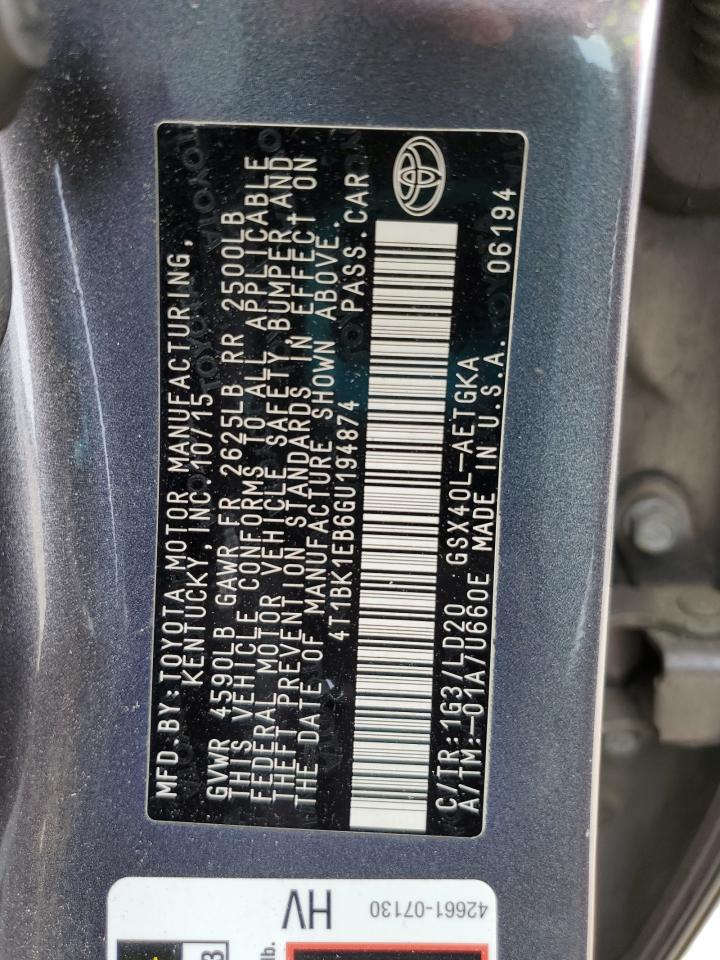 MFD.BY:TOYOTA MOTOR MANUFACTURING,
KENTUCKY, INC.10/15
GVWR 4590LB GAWR FR 2625LB RR 2500LB
THIS VEHICLE CONFORMS TO ALL APPLICABLE
FEDERAL MOTOR VEHICLE SAFETY, BUMPER, AND
THEFT PREVENTION STANDARDS IN EFFECT ON
THE DATE OF MANUFACTURE SHOWN ABOVE.
4T1BK1EB6GU194874 PASS.CAR
C/TR:1G3/LD20 GSX40L-AETGKA
A/TM:-01A/U660E MADE IN U.S.A. 06194
HV
42661-07130
lb.